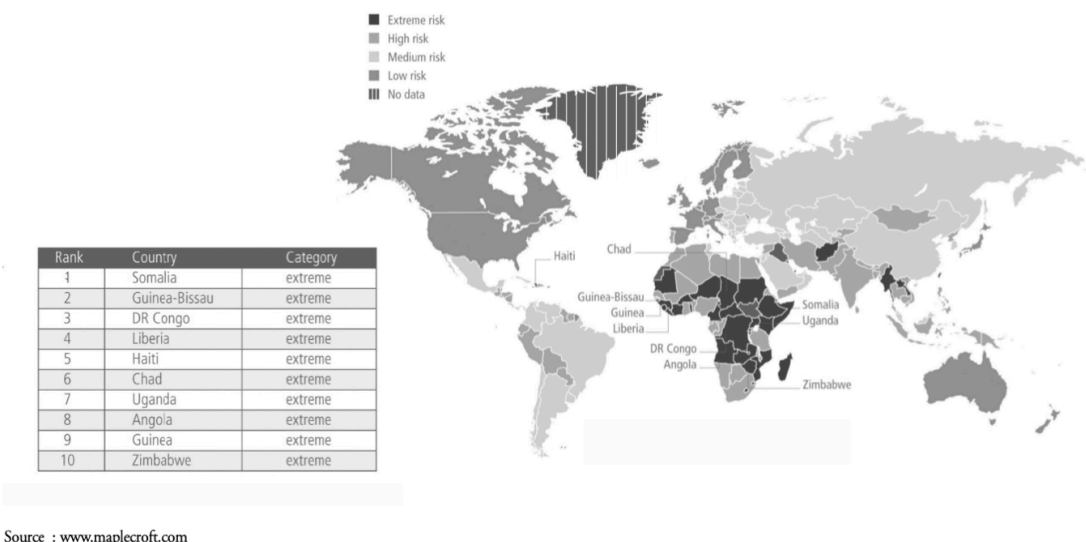 Extreme risk
High risk
Medium risk
Low risk
No data
Haiti
Chad
Guinea-Bissau
Guinea
Liberia
DR Congo
Angola
Somalia
Uganda
Zimbabwe
Rank Country Category
1 Somalia extreme
2 Guinea-Bissau extreme
3 DR Congo extreme
4 Liberia extreme
5 Haiti extreme
6 Chad extreme
7 Uganda extreme
8 Angola extreme
9 Guinea extreme
10 Zimbabwe extreme
Source : www.maplecroft.com